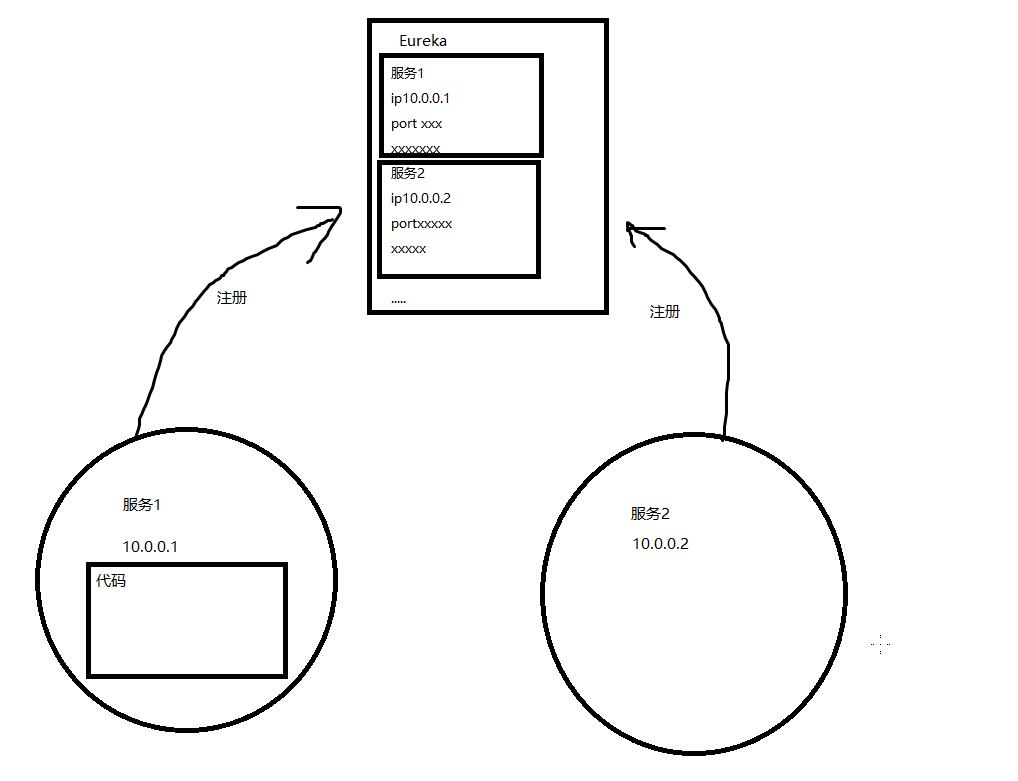 Eureka
服务1
ip10.0.0.1
port xxx
xxxxxxx
服务2
ip10.0.0.2
portxxxxx
xxxxx
.....
注册
注册
服务1
10.0.0.1
代码
服务2
10.0.0.2